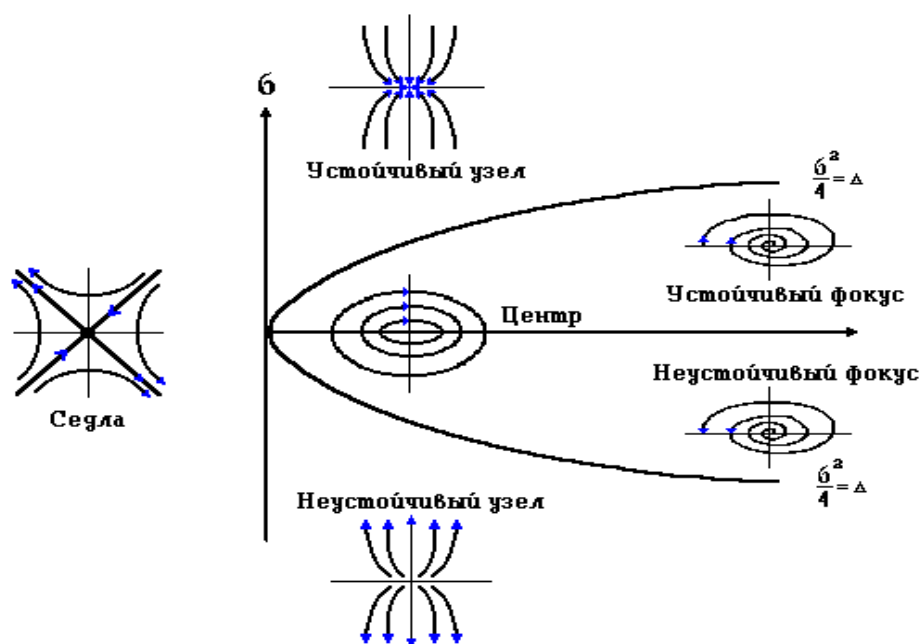 б
Устойчивый узел
б²/4 = Δ
Устойчивый фокус
Центр
Неустойчивый фокус
Седла
б²/4 = Δ
Неустойчивый узел